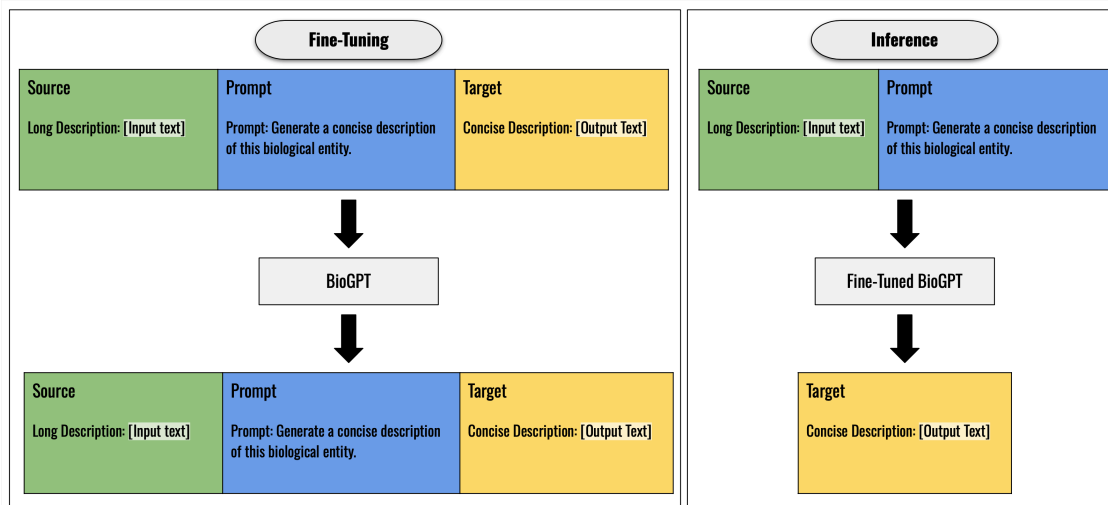 Fine-Tuning
Source
Long Description: [Input text]
Prompt
Prompt: Generate a concise description
of this biological entity.
Target
Concise Description: [Output Text]
BioGPT
Source
Long Description: [Input text]
Prompt
Prompt: Generate a concise description
of this biological entity.
Target
Concise Description: [Output Text]
Inference
Source
Long Description: [Input text]
Prompt
Prompt: Generate a concise description
of this biological entity.
Fine-Tuned BioGPT
Target
Concise Description: [Output Text]